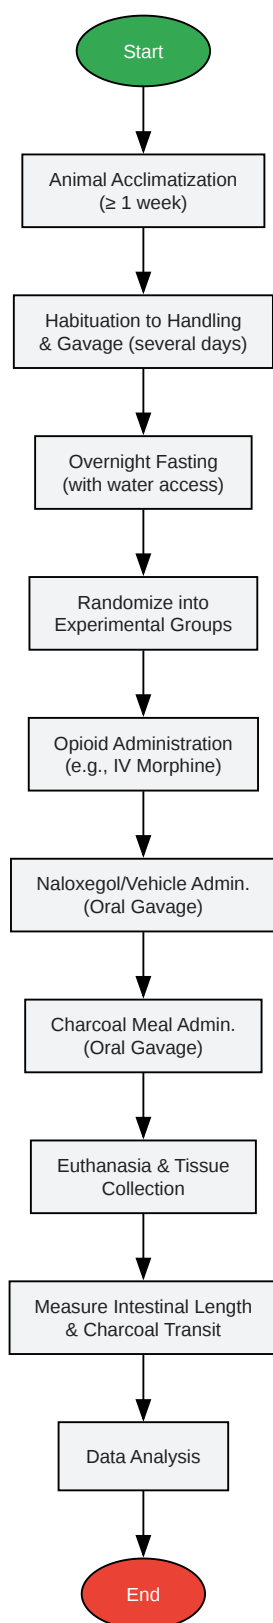 Start
Animal Acclimatization
(≥ 1 week)
Habituation to Handling
& Gavage (several days)
Overnight Fasting
(with water access)
Randomize into
Experimental Groups
Opioid Administration
(e.g., IV Morphine)
Naloxegol/Vehicle Admin.
(Oral Gavage)
Charcoal Meal Admin.
(Oral Gavage)
Euthanasia & Tissue
Collection
Measure Intestinal Length
& Charcoal Transit
Data Analysis
End